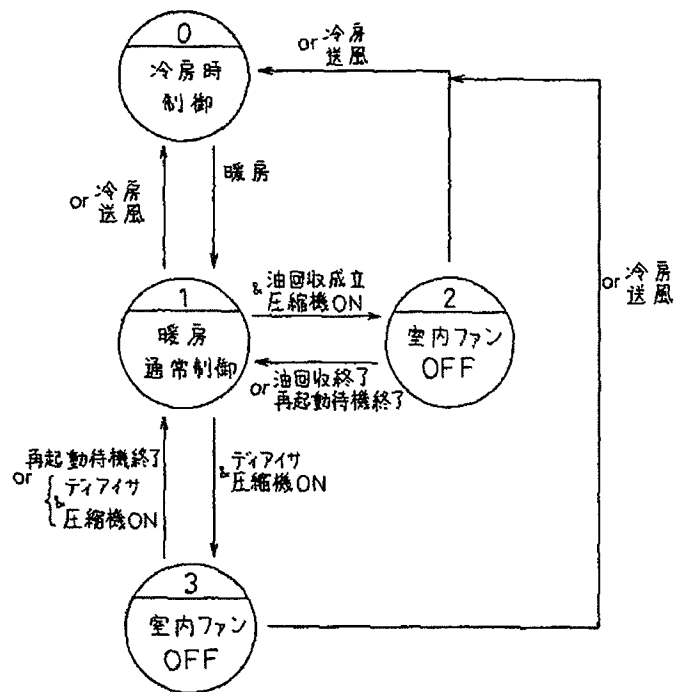 0
冷房時
制御
or 冷房
送風
or 冷房
送風
暖房
1
暖房
通常制御
& 油回収成立
圧縮機ON
2
室内ファン
OFF
or 冷房
送風
or 油回収終了
再起動待機終了
or 再起動待機終了
& ディアイサ
圧縮機ON
& ディアイサ
圧縮機ON
3
室内ファン
OFF